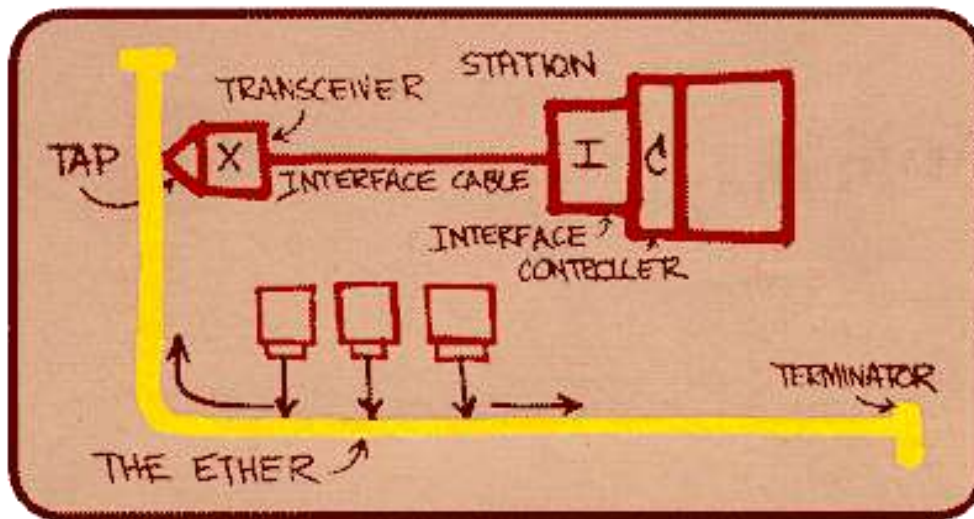 STATION
TRANSCEIVER
TAP
X
I
C
INTERFACE CABLE
INTERFACE
CONTROLLER
TERMINATOR
THE ETHER